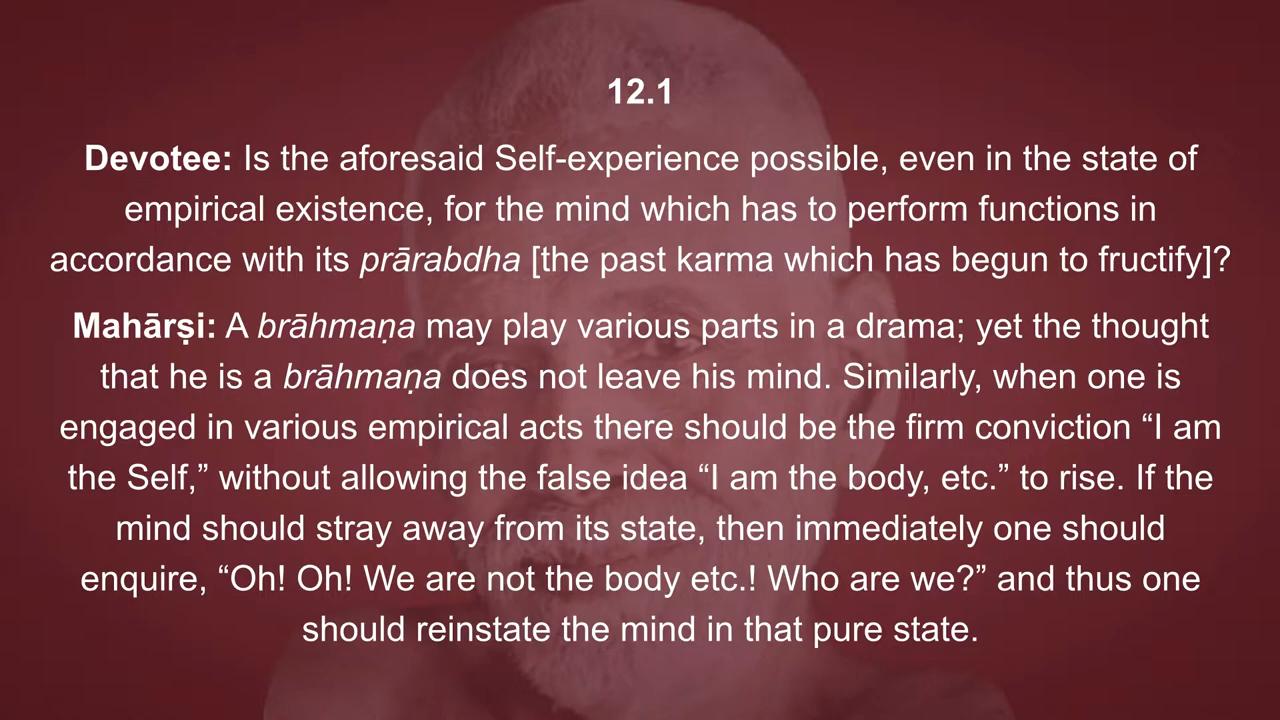 12.1
Devotee: Is the aforesaid Self-experience possible, even in the state of
empirical existence, for the mind which has to perform functions in
accordance with its prārabdha [the past karma which has begun to fructify]?
Mahārṣi: A brāhmaṇa may play various parts in a drama; yet the thought
that he is a brāhmaṇa does not leave his mind. Similarly, when one is
engaged in various empirical acts there should be the firm conviction “I am
the Self,” without allowing the false idea “I am the body, etc.” to rise. If the
mind should stray away from its state, then immediately one should
enquire, “Oh! Oh! We are not the body etc.! Who are we?” and thus one
should reinstate the mind in that pure state.